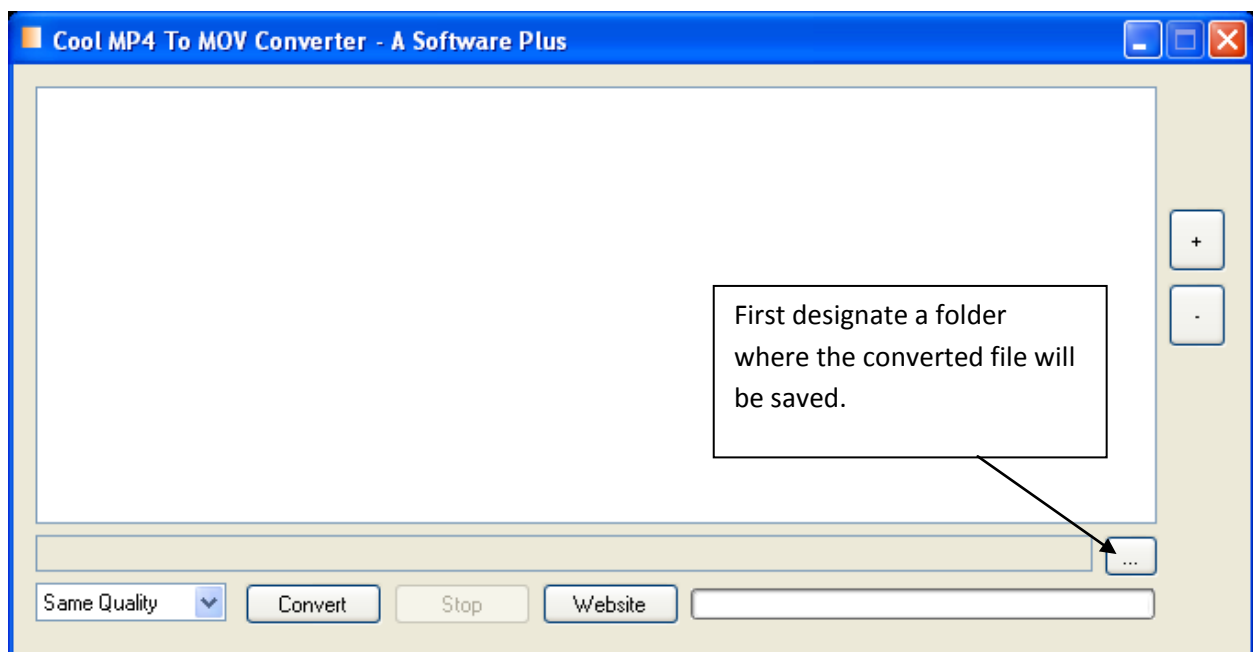 Cool MP4 To MOV Converter - A Software Plus
+
First designate a folder
where the converted file will
be saved.
-
...
Same Quality
Convert
Stop
Website